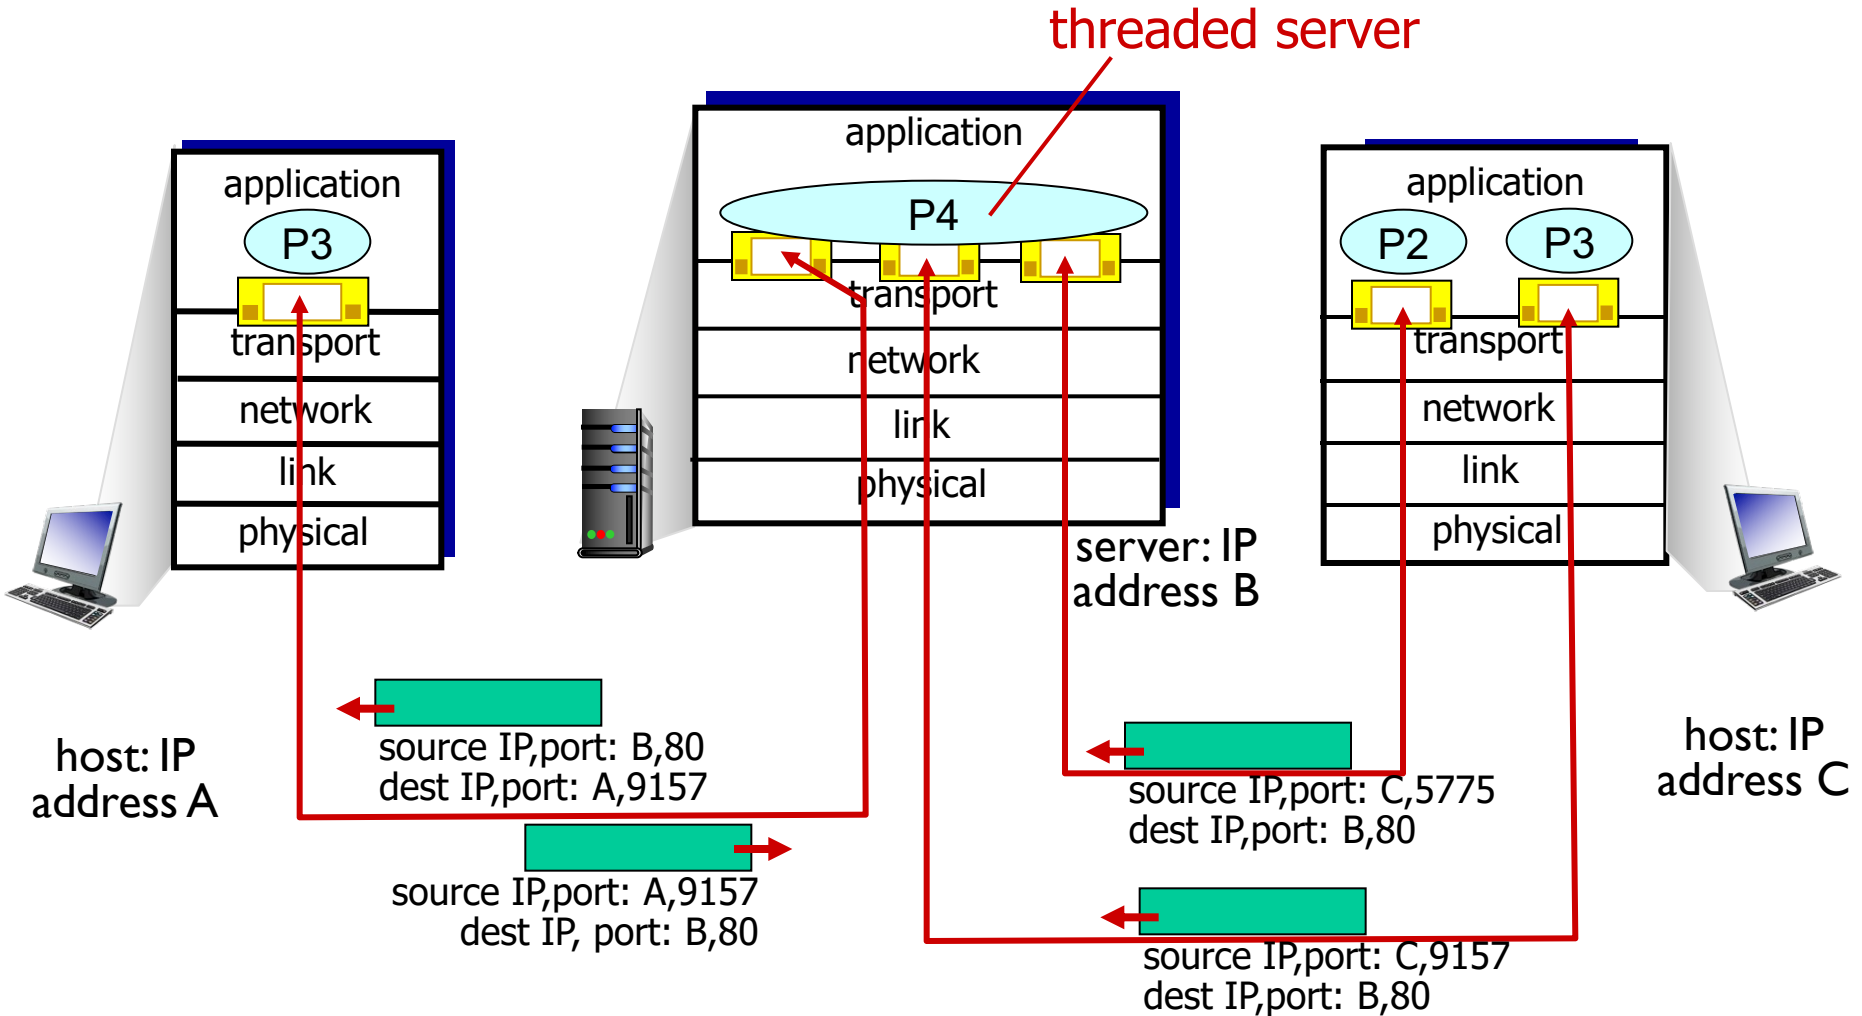 threaded server
application
P3
transport
network
link
physical
application
P4
transport
network
link
physical
application
P2
P3
transport
network
link
physical
server: IP
address B
host: IP
address A
source IP,port: B,80
dest IP,port: A,9157
source IP,port: A,9157
dest IP, port: B,80
source IP,port: C,5775
dest IP,port: B,80
source IP,port: C,9157
dest IP,port: B,80
host: IP
address C